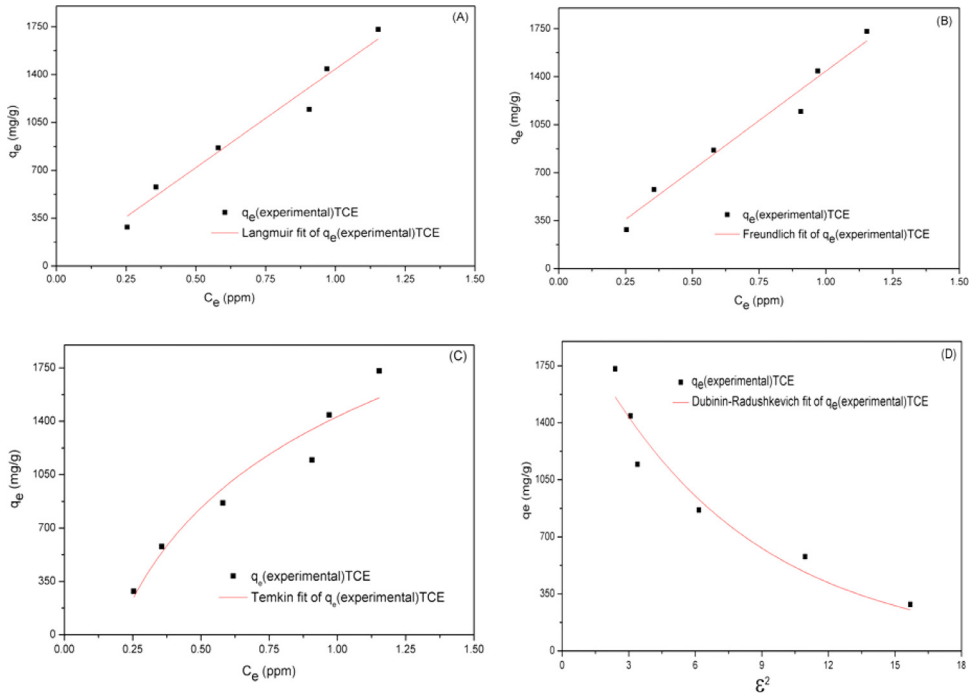 (A)
1750
1400
1050
700
350
0
qe (mg/g)
qe(experimental)TCE
Langmuir fit of qe(experimental)TCE
0.00 0.25 0.50 0.75 1.00 1.25 1.50
Ce (ppm)
(B)
1750
1400
1050
700
350
0
qe (mg/g)
qe(experimental)TCE
Freundlich fit of qe(experimental)TCE
0.00 0.25 0.50 0.75 1.00 1.25 1.50
Ce (ppm)
(C)
1750
1400
1050
700
350
0
qe (mg/g)
qe(experimental)TCE
Temkin fit of qe(experimental)TCE
0.00 0.25 0.50 0.75 1.00 1.25 1.50
Ce (ppm)
(D)
1750
1400
1050
700
350
0
qe (mg/g)
qe(experimental)TCE
Dubinin-Radushkevich fit of qe(experimental)TCE
0 3 6 9 12 15 18
ε²